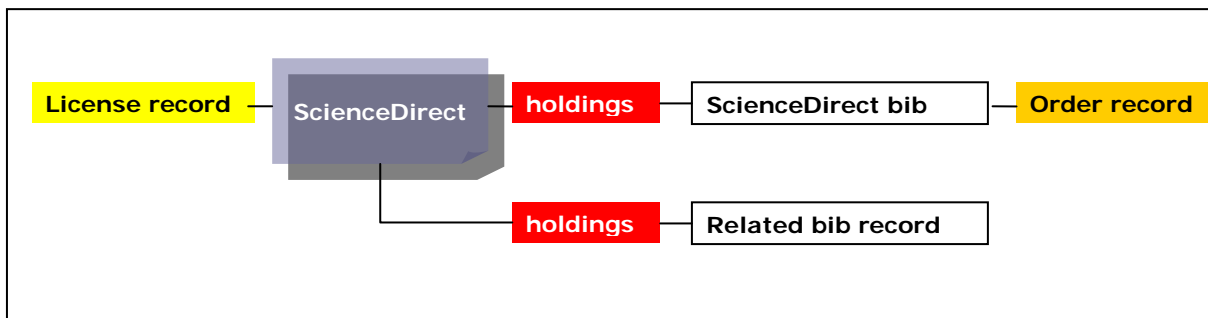 License record
ScienceDirect
holdings
ScienceDirect bib
Order record
holdings
Related bib record